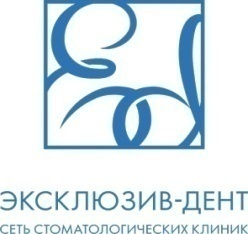 ЭКСКЛЮЗИВ-ДЕНТ
СЕТЬ СТОМАТОЛОГИЧЕСКИХ КЛИНИК